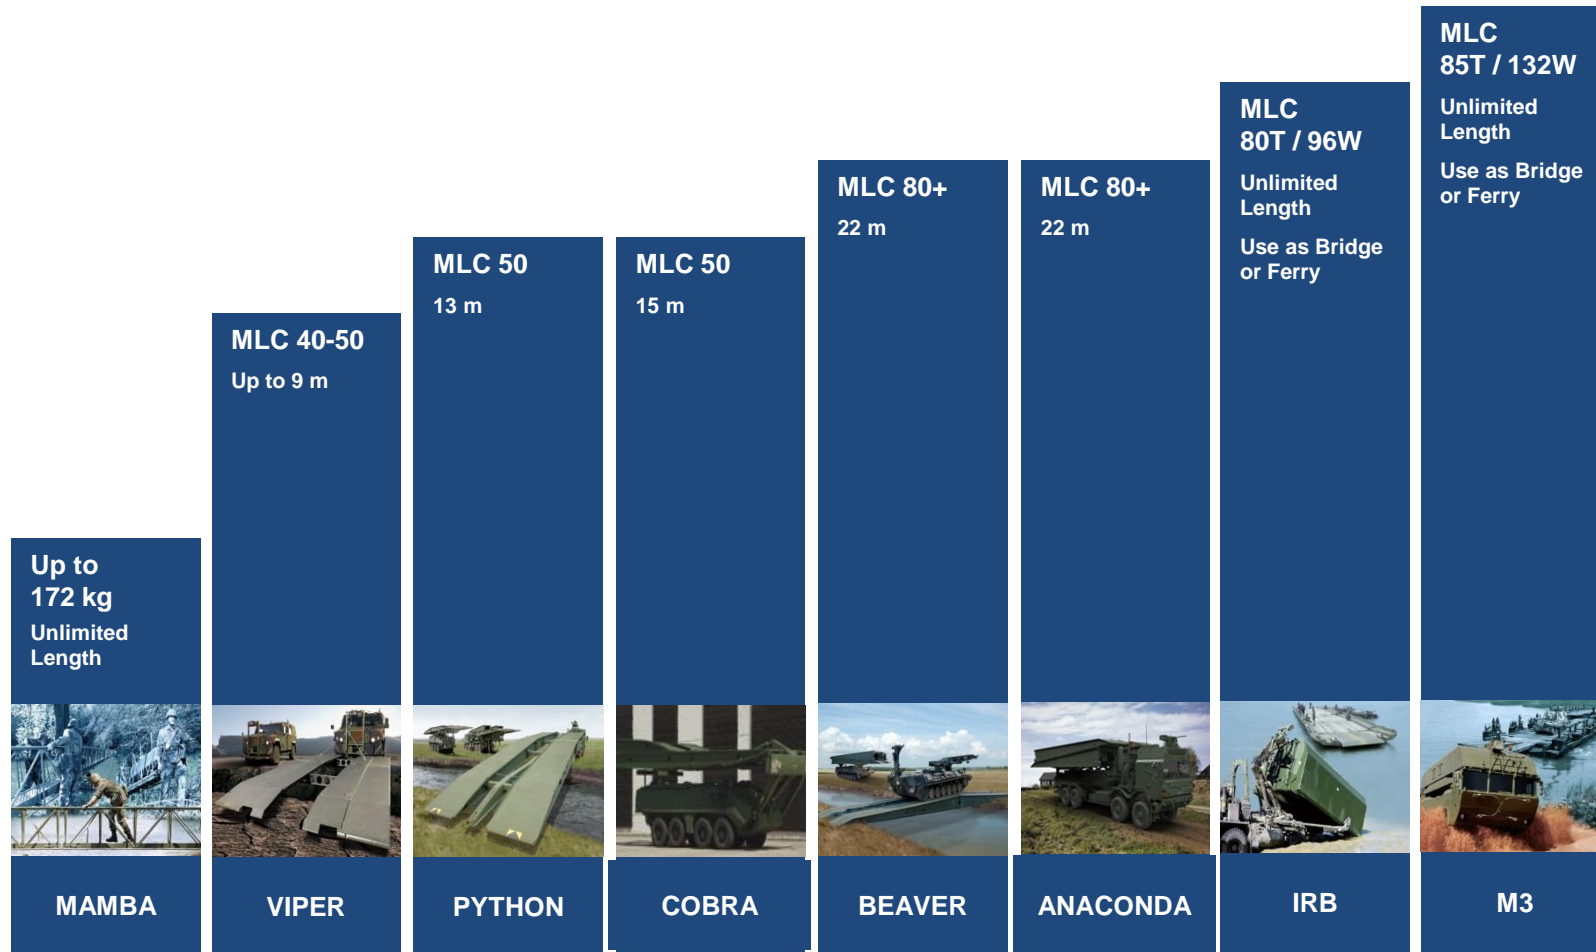 Up to
172 kg
Unlimited
Length
MAMBA
MLC 40-50
Up to 9 m
VIPER
MLC 50
13 m
PYTHON
MLC 50
15 m
COBRA
MLC 80+
22 m
BEAVER
MLC 80+
22 m
ANACONDA
MLC
80T / 96W
Unlimited
Length
Use as Bridge
or Ferry
IRB
MLC
85T / 132W
Unlimited
Length
Use as Bridge
or Ferry
M3